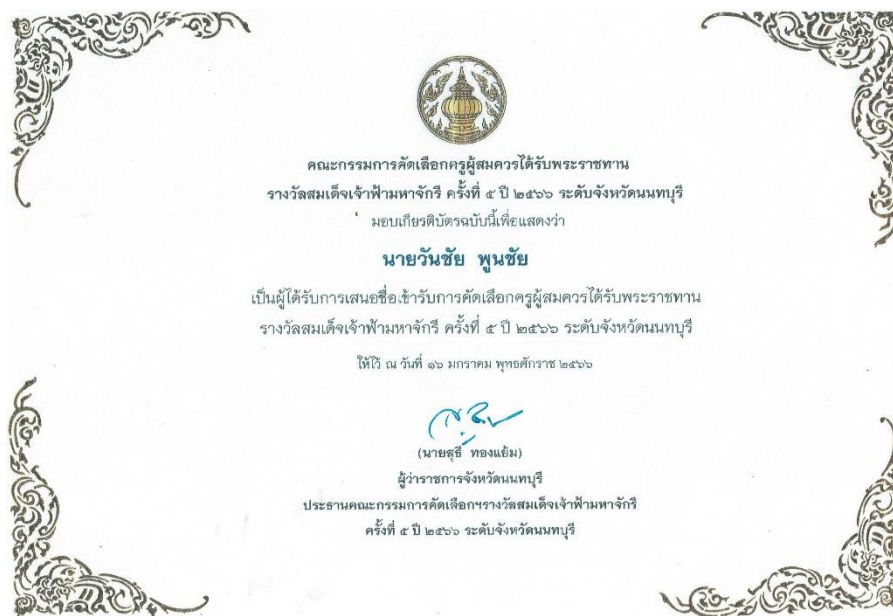 คณะกรรมการคัดเลือกครูผู้สมควรได้รับพระราชทาน
รางวัลสมเด็จเจ้าฟ้ามหาจักรี ครั้งที่ ๕ ปี ๒๕๖๖ ระดับจังหวัดนนทบุรี
มอบเกียรติบัตรฉบับนี้เพื่อแสดงว่า
นายวันชัย พูนชัย
เป็นผู้ได้รับการเสนอชื่อเข้ารับการคัดเลือกครูผู้สมควรได้รับพระราชทาน
รางวัลสมเด็จเจ้าฟ้ามหาจักรี ครั้งที่ ๕ ปี ๒๕๖๖ ระดับจังหวัดนนทบุรี
ให้ไว้ ณ วันที่ ๑๖ มกราคม พุทธศักราช ๒๕๖๖
(นายสุธี ทองแย้ม)
ผู้ว่าราชการจังหวัดนนทบุรี
ประธานคณะกรรมการคัดเลือกฯรางวัลสมเด็จเจ้าฟ้ามหาจักรี
ครั้งที่ ๕ ปี ๒๕๖๖ ระดับจังหวัดนนทบุรี